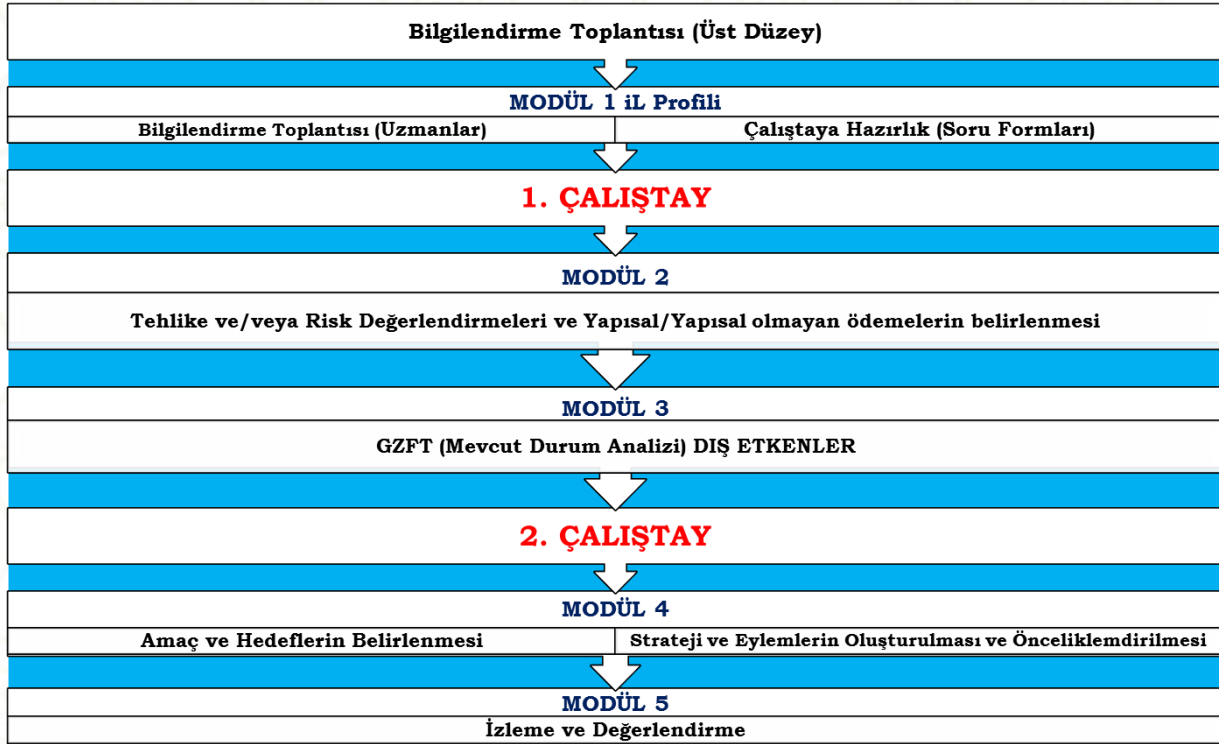 Bilgilendirme Toplantısı (Üst Düzey)
MODÜL 1 iL Profili
Bilgilendirme Toplantısı (Uzmanlar)
Çalıştaya Hazırlık (Soru Formları)
1. ÇALIŞTAY
MODÜL 2
Tehlike ve/veya Risk Değerlendirmeleri ve Yapısal/Yapısal olmayan ödemelerin belirlenmesi
MODÜL 3
GZFT (Mevcut Durum Analizi) DIŞ ETKENLER
2. ÇALIŞTAY
MODÜL 4
Amaç ve Hedeflerin Belirlenmesi
Strateji ve Eylemlerin Oluşturulması ve Önceliklemdirilmesi
MODÜL 5
İzleme ve Değerlendirme